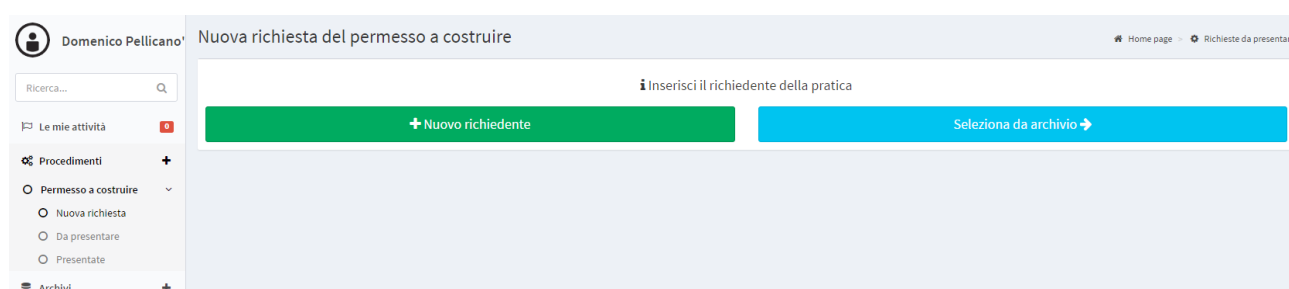 Domenico Pellicano'
Nuova richiesta del permesso a costruire
Home page > Richieste da presentar
Ricerca...
Inserisci il richiedente della pratica
Nuovo richiedente
Seleziona da archivio
Le mie attività 0
Procedimenti
Permesso a costruire
Nuova richiesta
Da presentare
Presentate
Archivi